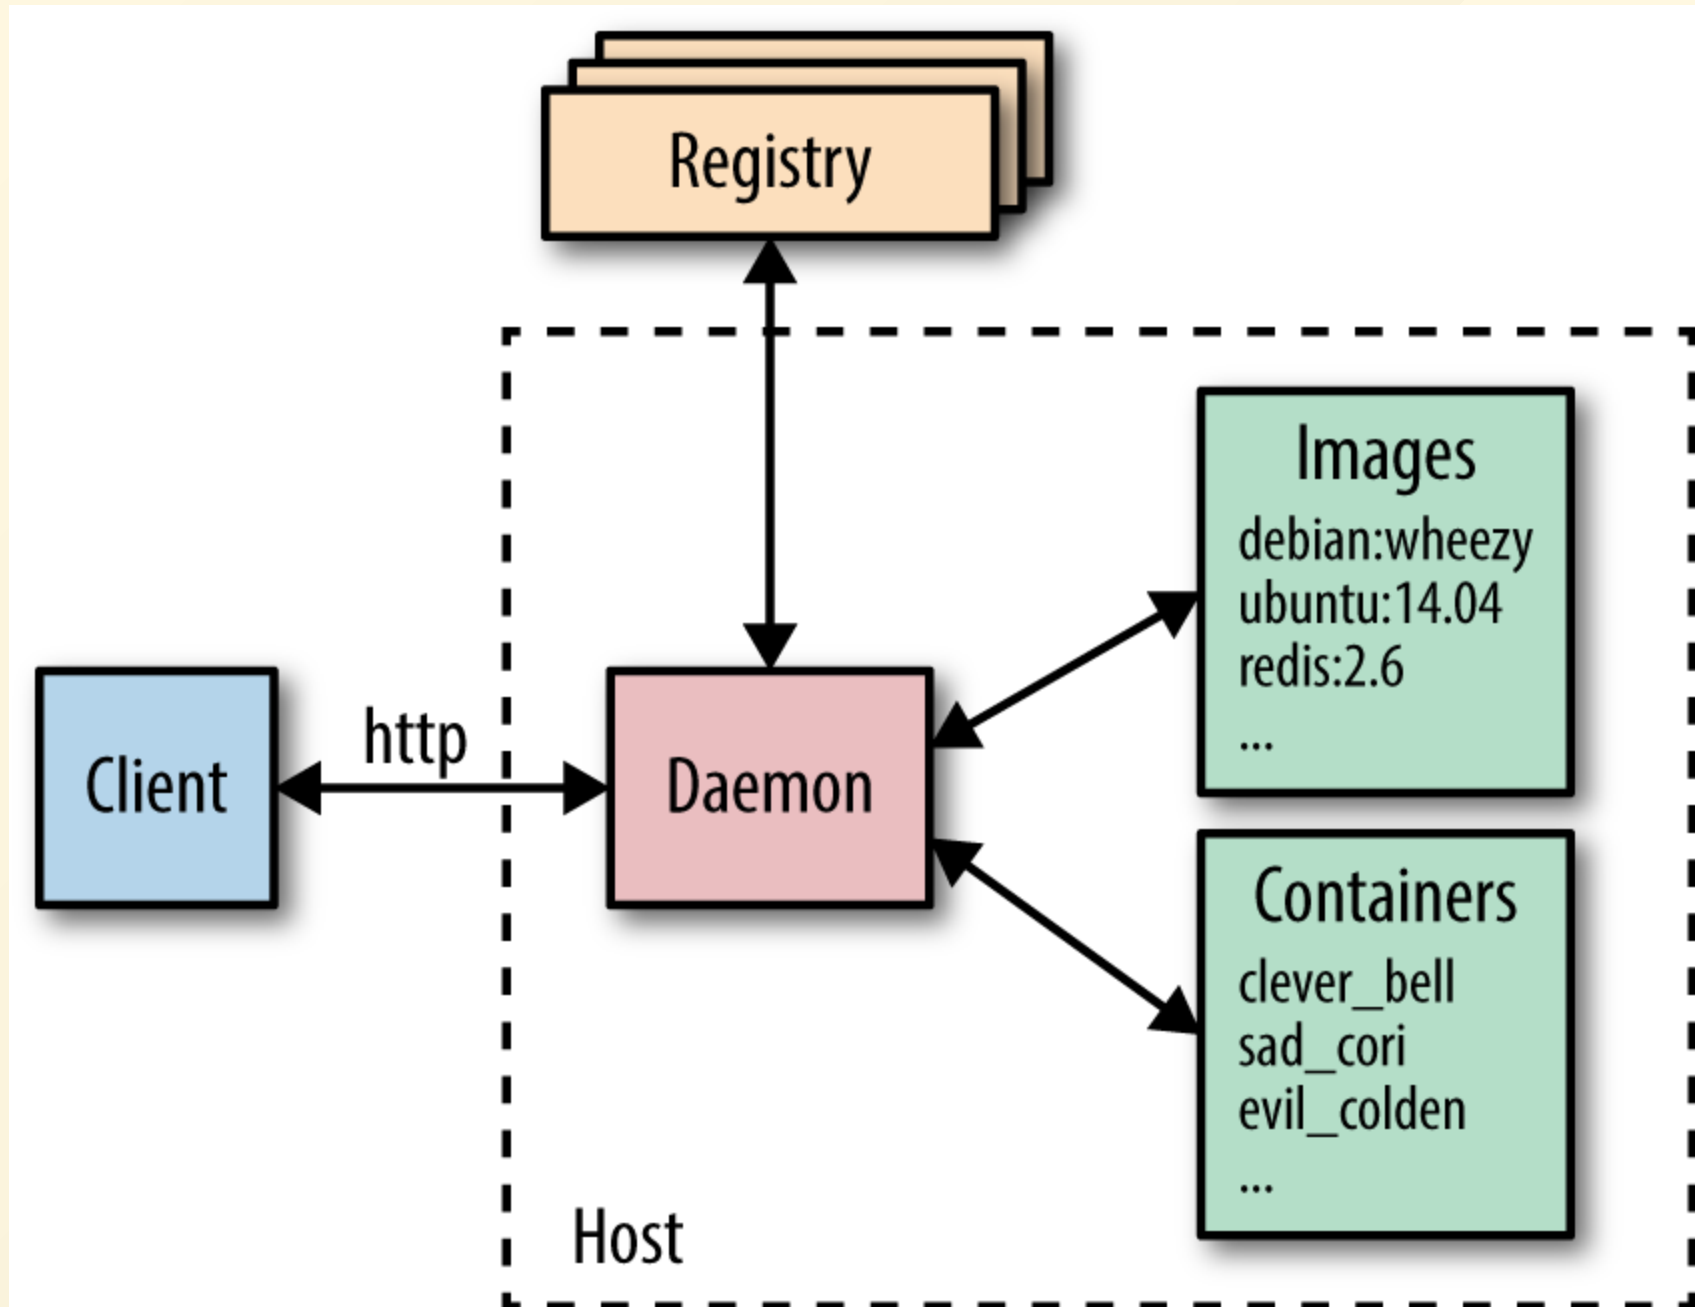 Registry
Images
debian:wheezy
ubuntu:14.04
redis:2.6
...
http
Client
Daemon
Containers
clever_bell
sad_cori
evil_colden
...
Host